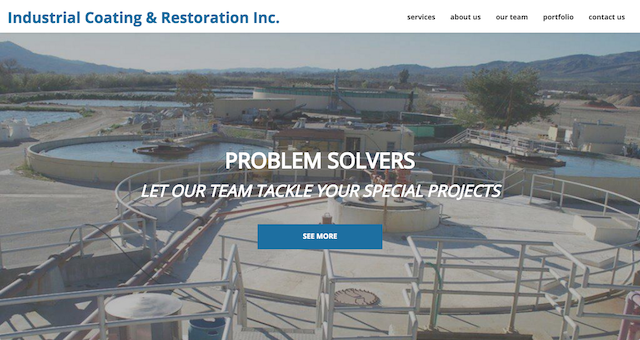 Industrial Coating & Restoration Inc.
services about us our team portfolio contact us
PROBLEM SOLVERS
LET OUR TEAM TACKLE YOUR SPECIAL PROJECTS
SEE MORE